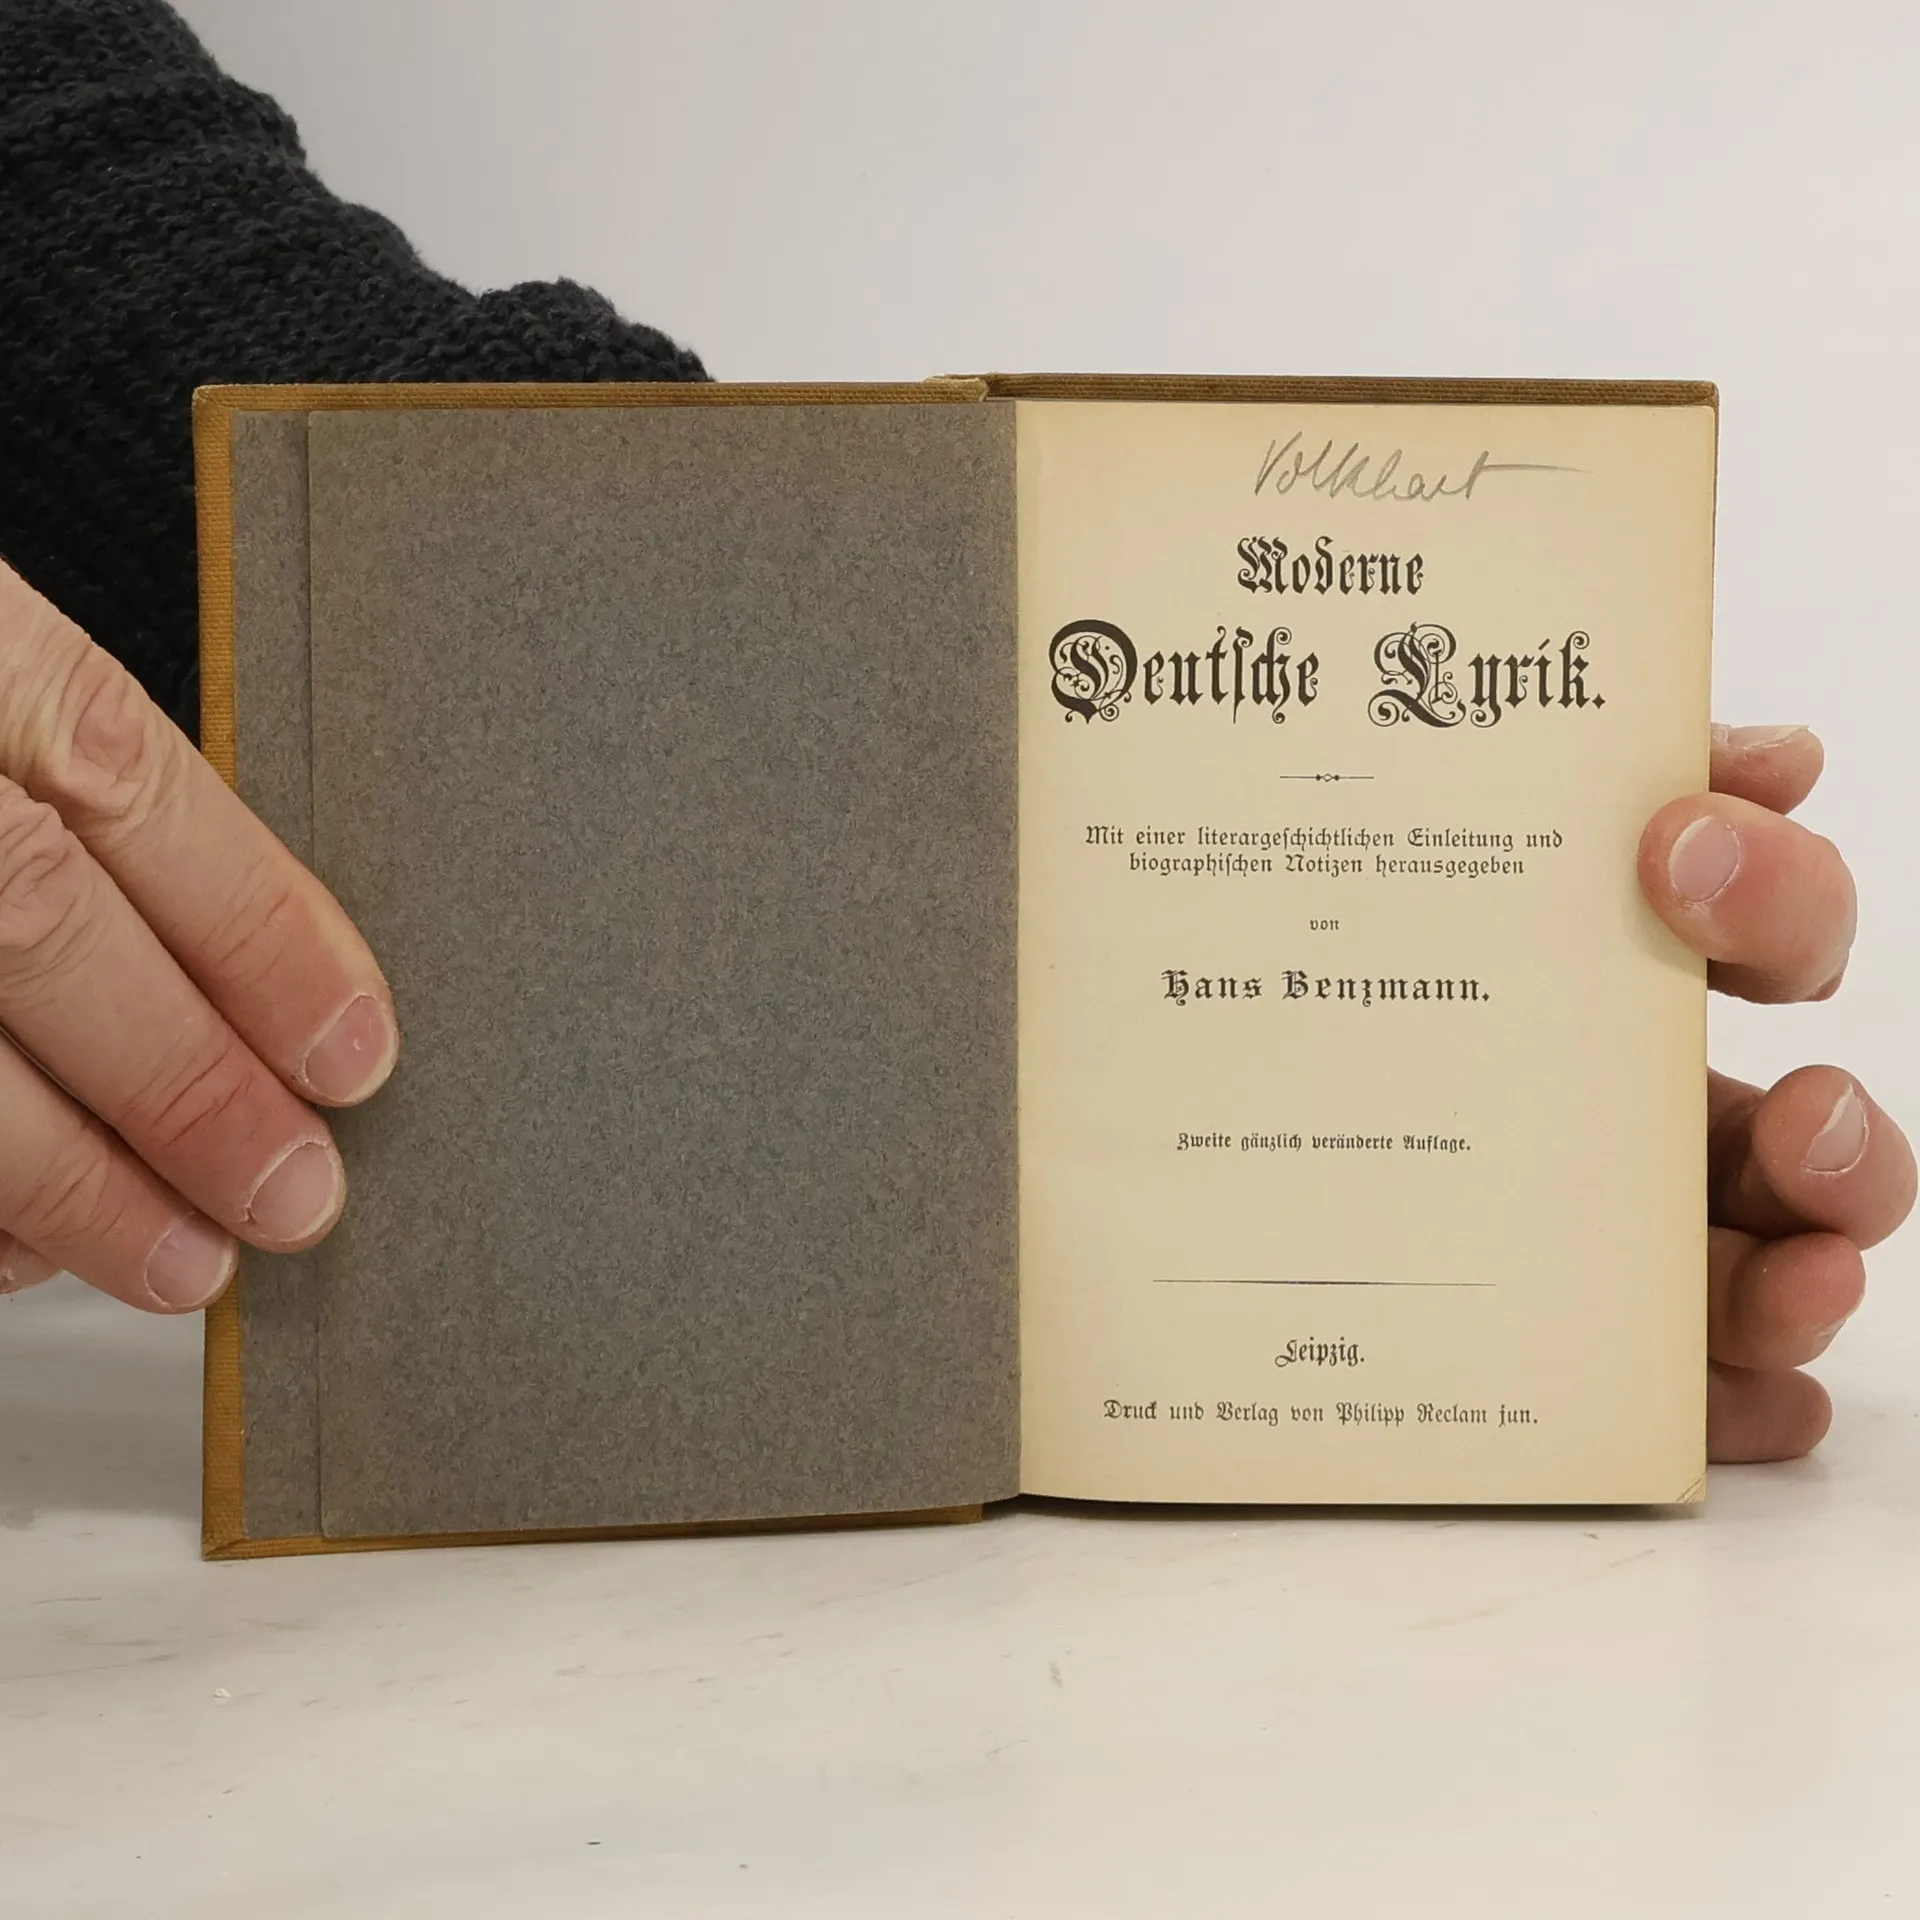 Volkhart
Moderne
Deutsche Lyrik.
Mit einer literargeschichtlichen Einleitung und
biographischen Notizen herausgegeben
von
Hans Benzmann.
Zweite gänzlich veränderte Auflage.
Leipzig.
Druck und Verlag von Philipp Reclam jun.